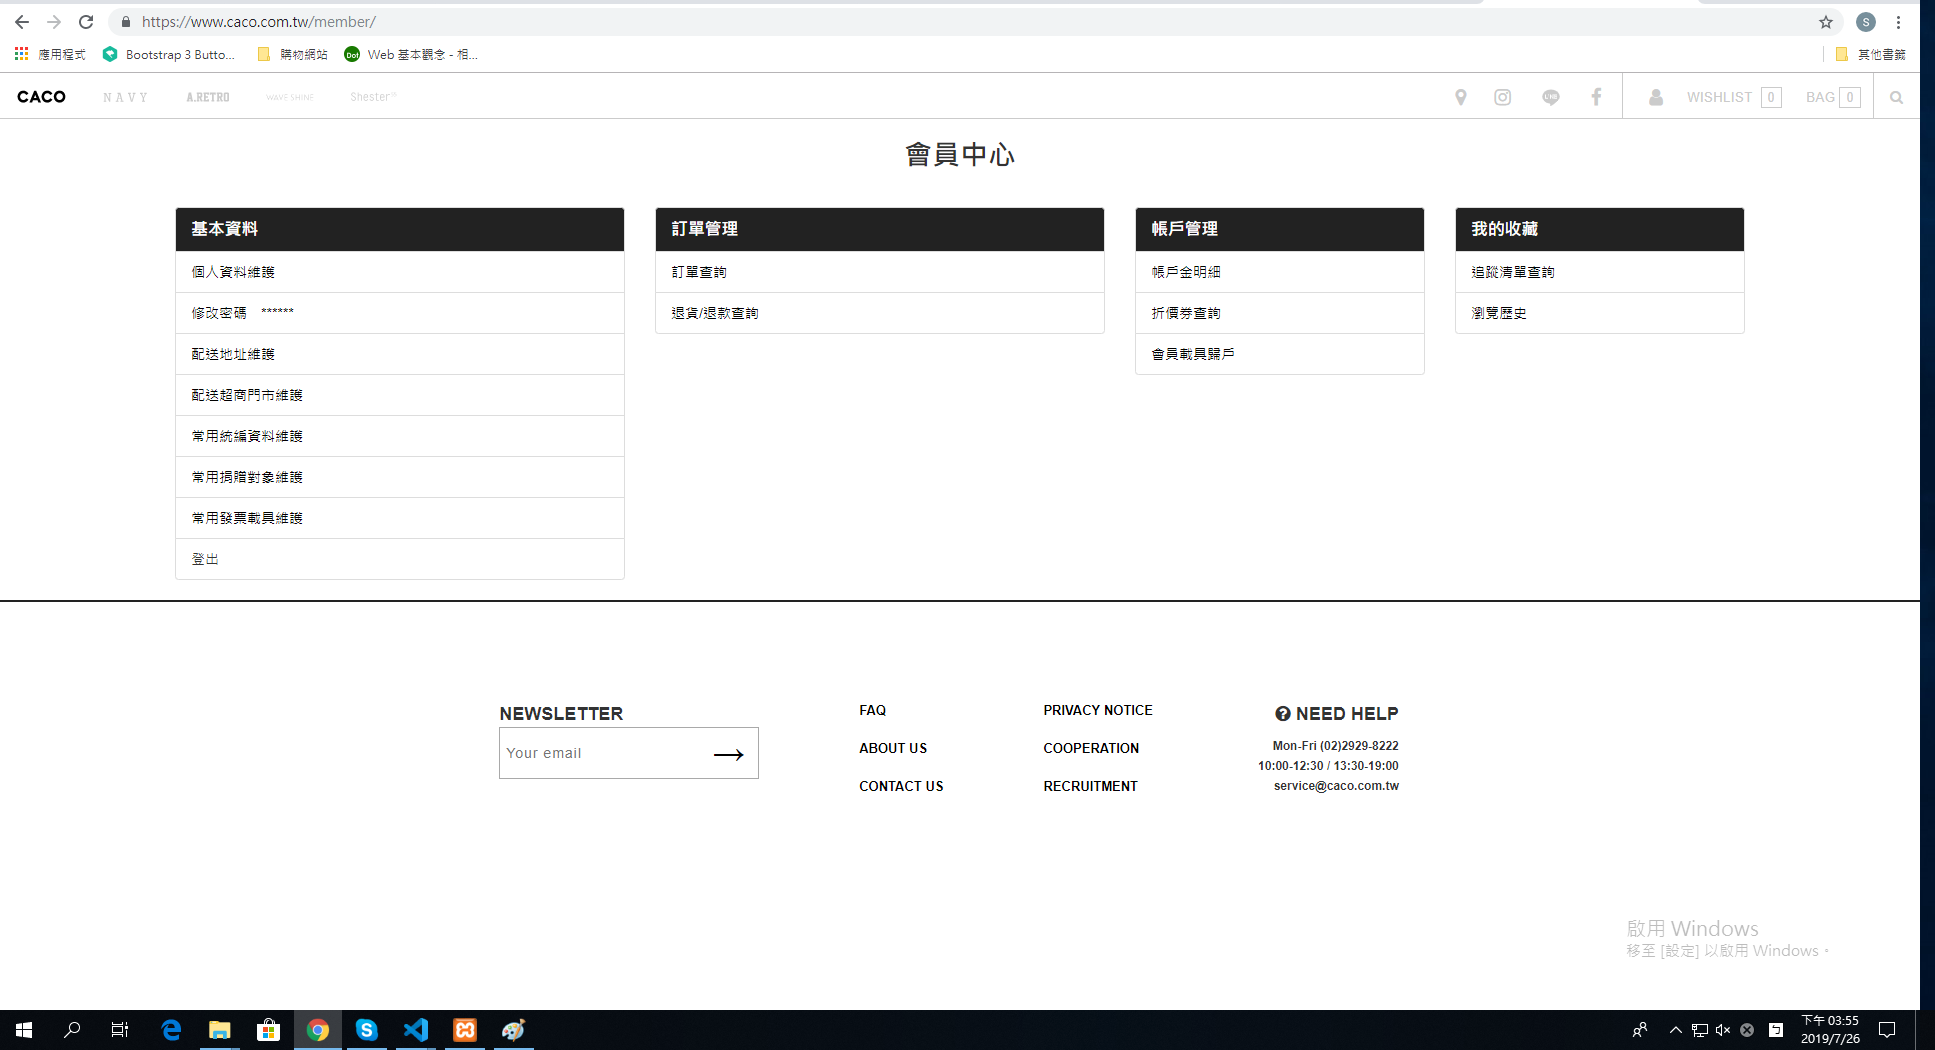 https://www.caco.com.tw/member/
S
應用程式 Bootstrap 3 Butto... 購物網站 Dot Web 基本觀念 - 相... 其他書籤
CACO NAVY A.RETRO WAVE SHINE Shester LINE WISHLIST 0 BAG 0
會員中心
基本資料
個人資料維護
修改密碼 ******
配送地址維護
配送超商門市維護
常用統編資料維護
常用捐贈對象維護
常用發票載具維護
登出
訂單管理
訂單查詢
退貨/退款查詢
帳戶管理
帳戶金明細
折價券查詢
會員載具歸戶
我的收藏
追蹤清單查詢
瀏覽歷史
NEWSLETTER
Your email
FAQ
ABOUT US
CONTACT US
PRIVACY NOTICE
COOPERATION
RECRUITMENT
NEED HELP
Mon-Fri (02)2929-8222
10:00-12:30 / 13:30-19:00
service@caco.com.tw
啟用 Windows
移至 [設定] 以啟用 Windows。
下午 03:55
2019/7/26